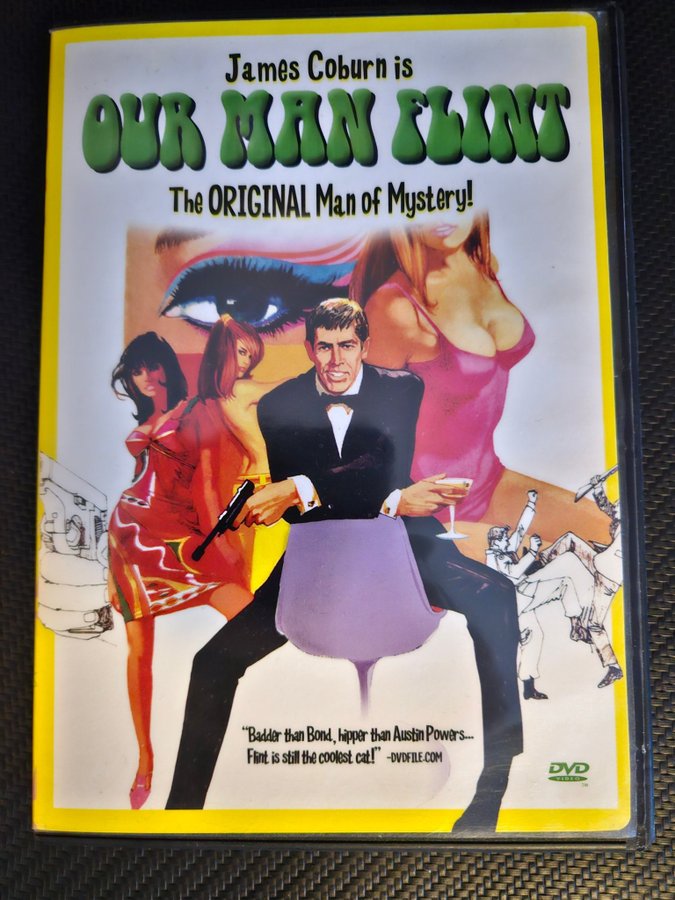 James Coburn is
OUR MAN FLINT
The ORIGINAL Man of Mystery!
"Badder than Bond, hipper than Austin Powers...
Flint is still the coolest cat!" -DVDFILE.COM
DVD
VIDEO
TM